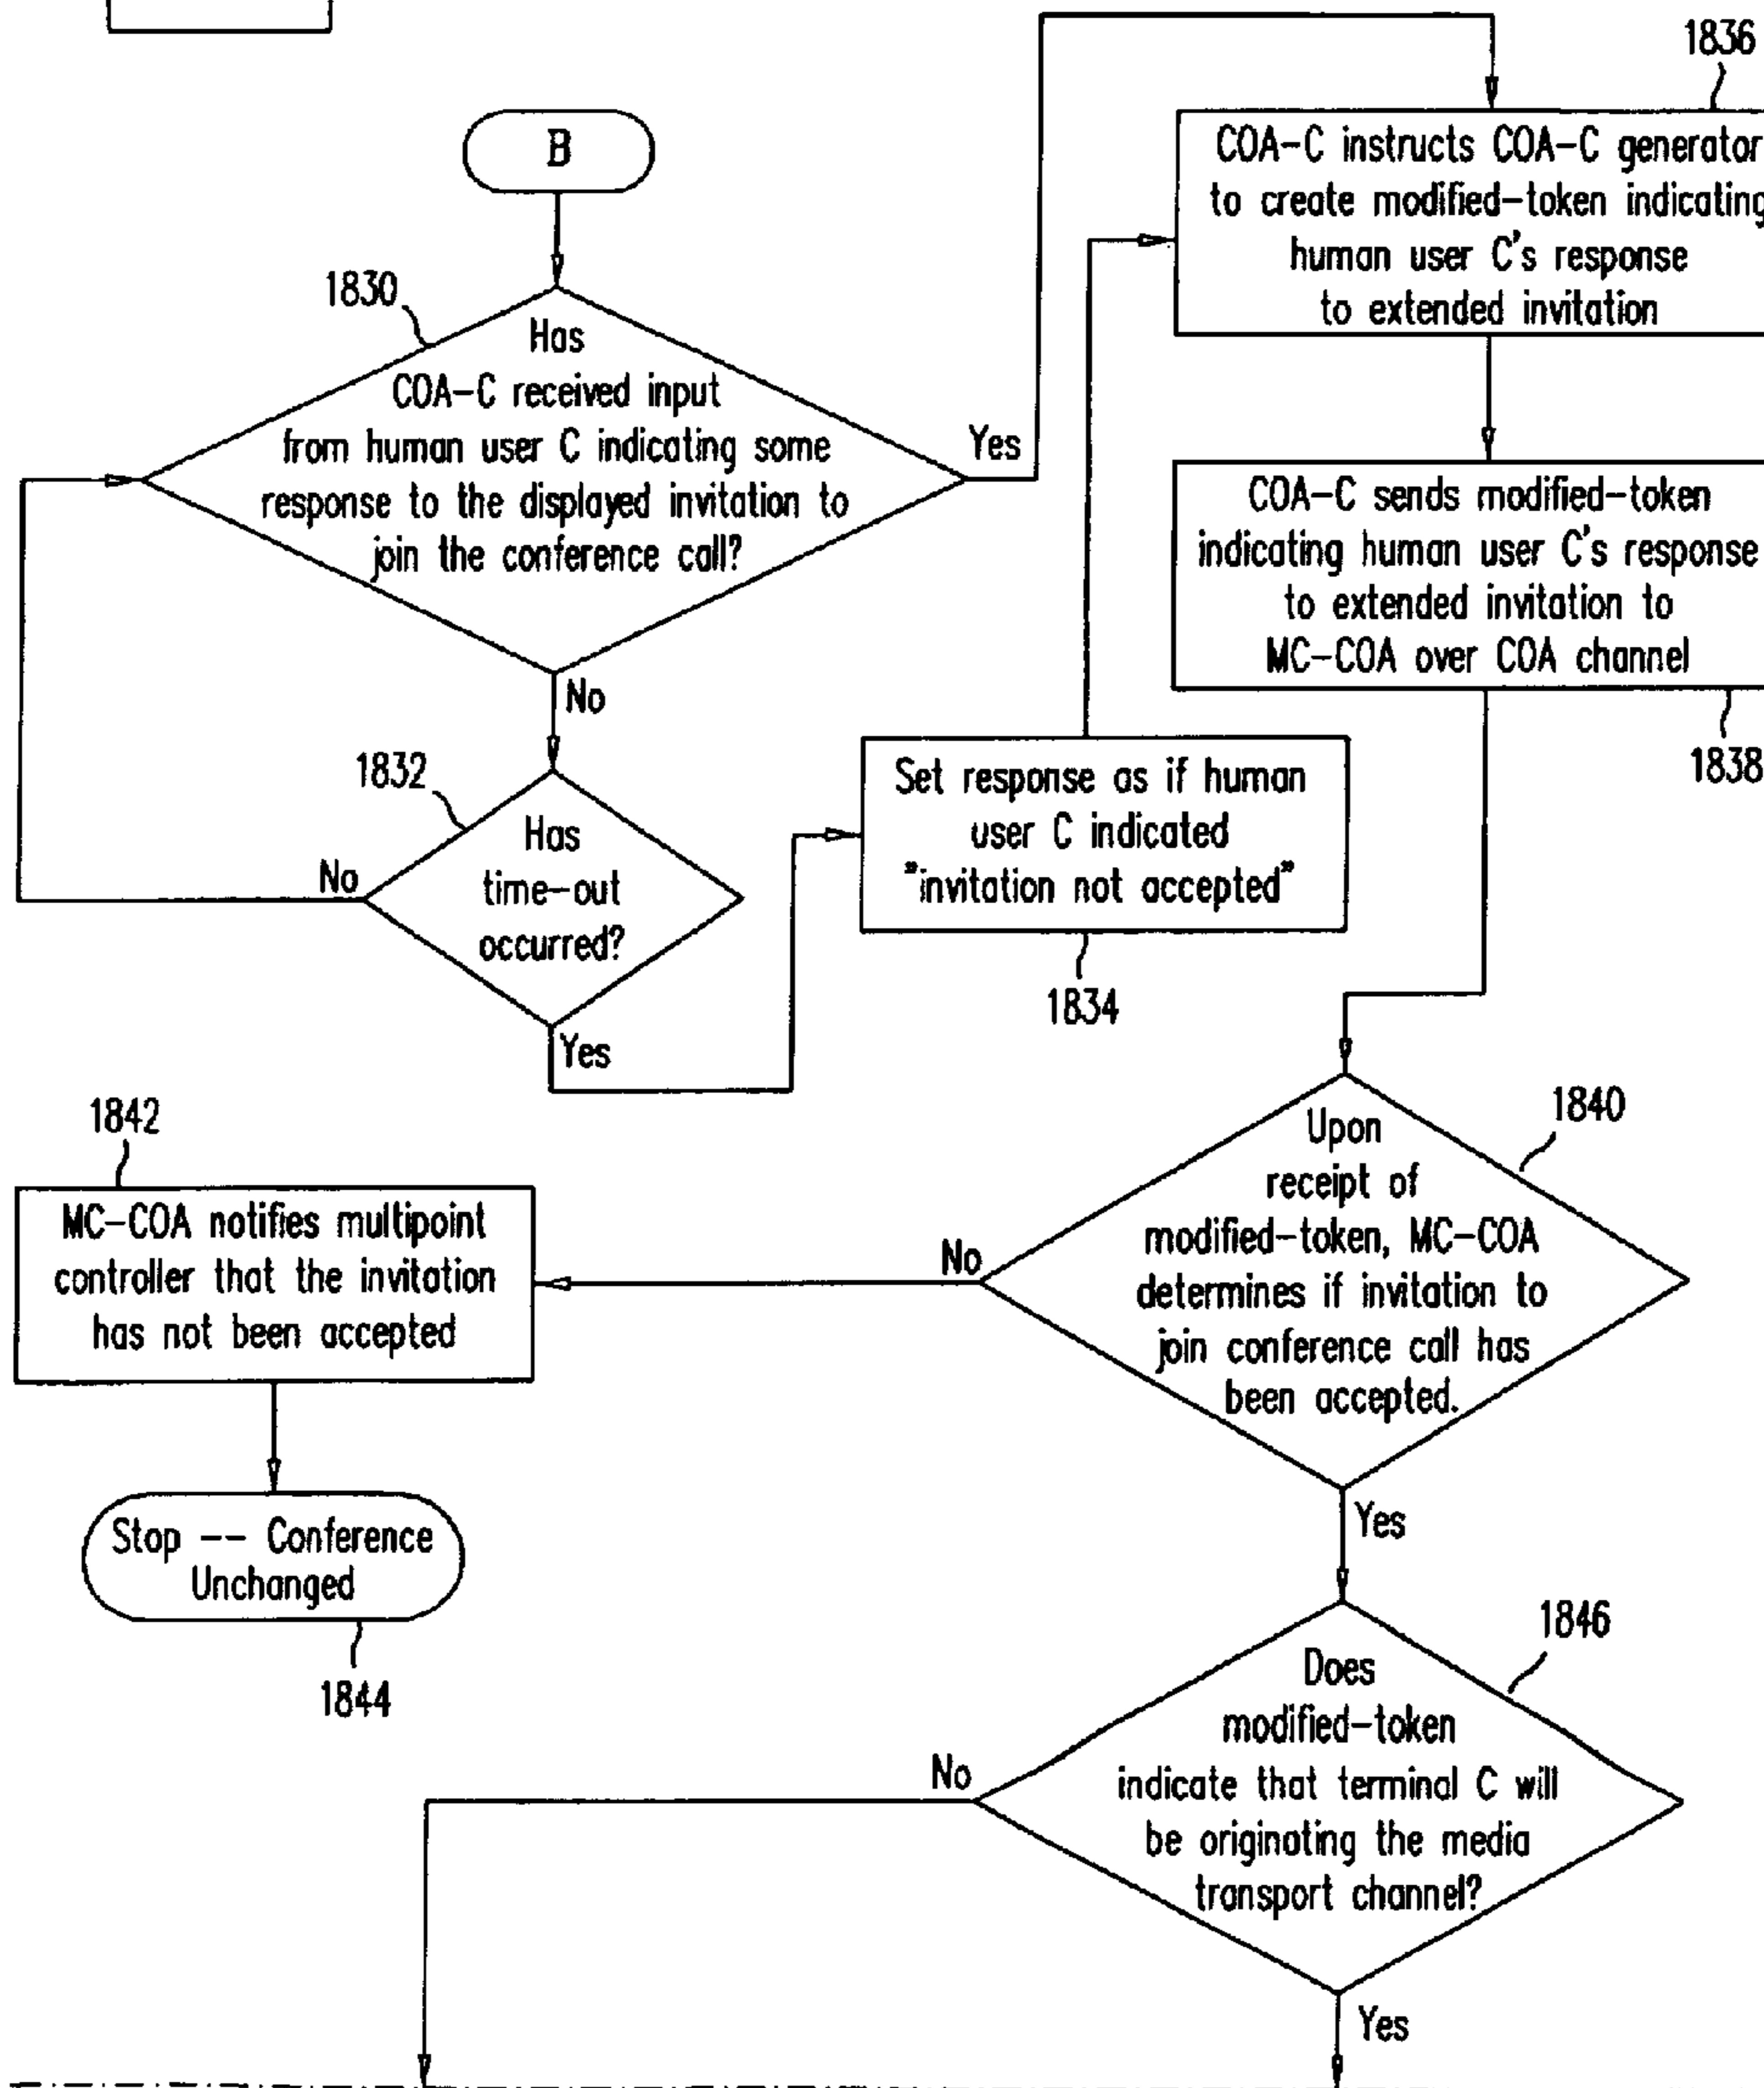 1836
B
COA-C instructs COA-C generator
to create modified-token indicating
human user C's response
to extended invitation
1830
Has
COA-C received input
from human user C indicating some
response to the displayed invitation to
join the conference call?
Yes
No
COA-C sends modified-token
indicating human user C's response
to extended invitation to
MC-COA over COA channel
1838
1832
Has
time-out
occurred?
No
Yes
Set response as if human
user C indicated
"invitation not accepted"
1834
1840
Upon
receipt of
modified-token, MC-COA
determines if invitation to
join conference call has
been accepted.
No
Yes
1842
MC-COA notifies multipoint
controller that the invitation
has not been accepted
Stop -- Conference
Unchanged
1844
1846
Does
modified-token
indicate that terminal C will
be originating the media
transport channel?
No
Yes